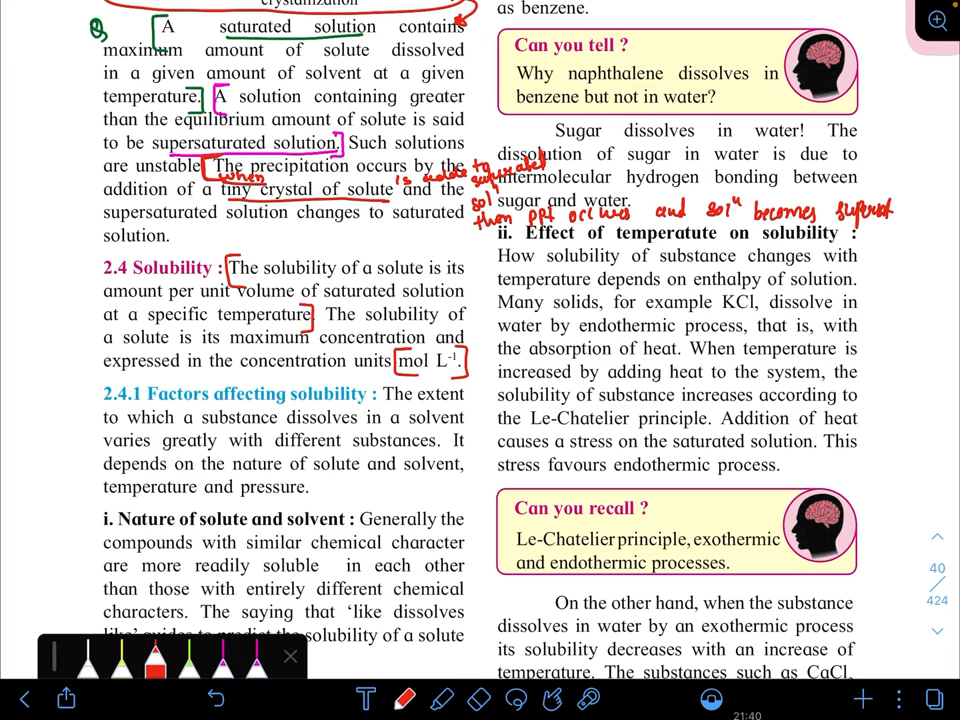 crystallization
A saturated solution contains
maximum amount of solute dissolved
in a given amount of solvent at a given
temperature. A solution containing greater
than the equilibrium amount of solute is said
to be supersaturated solution. Such solutions
are unstable. The precipitation occurs by the
when
is
to
addition of a tiny crystal of solute and the
supersaturated solution changes to saturated
solution.
2.4 Solubility : The solubility of a solute is its
amount per unit volume of saturated solution
at a specific temperature. The solubility of
a solute is its maximum concentration and
expressed in the concentration units mol L⁻¹.
2.4.1 Factors affecting solubility : The extent
to which a substance dissolves in a solvent
varies greatly with different substances. It
depends on the nature of solute and solvent,
temperature and pressure.
i. Nature of solute and solvent : Generally the
compounds with similar chemical character
are more readily soluble in each other
than those with entirely different chemical
characters. The saying that ‘like dissolves
like’ guides to predict the solubility of a solute
as benzene.
Can you tell ?
Why naphthalene dissolves in
benzene but not in water?
Sugar dissolves in water! The
dissolution of sugar in water is due to
intermolecular hydrogen bonding between
sugar and water.
solⁿ
then ppt occures and solⁿ becomes
ii. Effect of temperatute on solubility :
How solubility of substance changes with
temperature depends on enthalpy of solution.
Many solids, for example KCl, dissolve in
water by endothermic process, that is, with
the absorption of heat. When temperature is
increased by adding heat to the system, the
solubility of substance increases according to
the Le-Chatelier principle. Addition of heat
causes a stress on the saturated solution. This
stress favours endothermic process.
Can you recall ?
Le-Chatelier principle, exothermic
and endothermic processes.
On the other hand, when the substance
dissolves in water by an exothermic process
its solubility decreases with an increase of
temperature. The substances such as CaCl
40
424
21:40